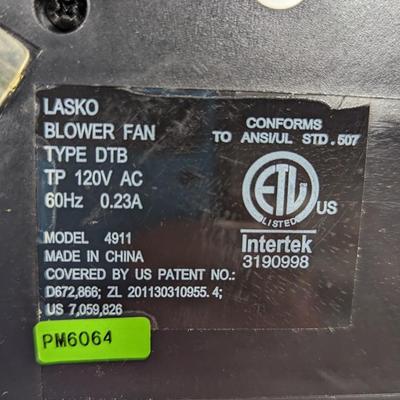 LASKO
BLOWER FAN
TYPE DTB
TP 120V AC
60Hz 0.23A
MODEL 4911
MADE IN CHINA
COVERED BY US PATENT NO.:
D672,866; ZL 201130310955.4;
US 7,059,826
PM6064
CONFORMS
TO ANSI/UL STD.507
ETL
LISTED
US
Intertek
3190998